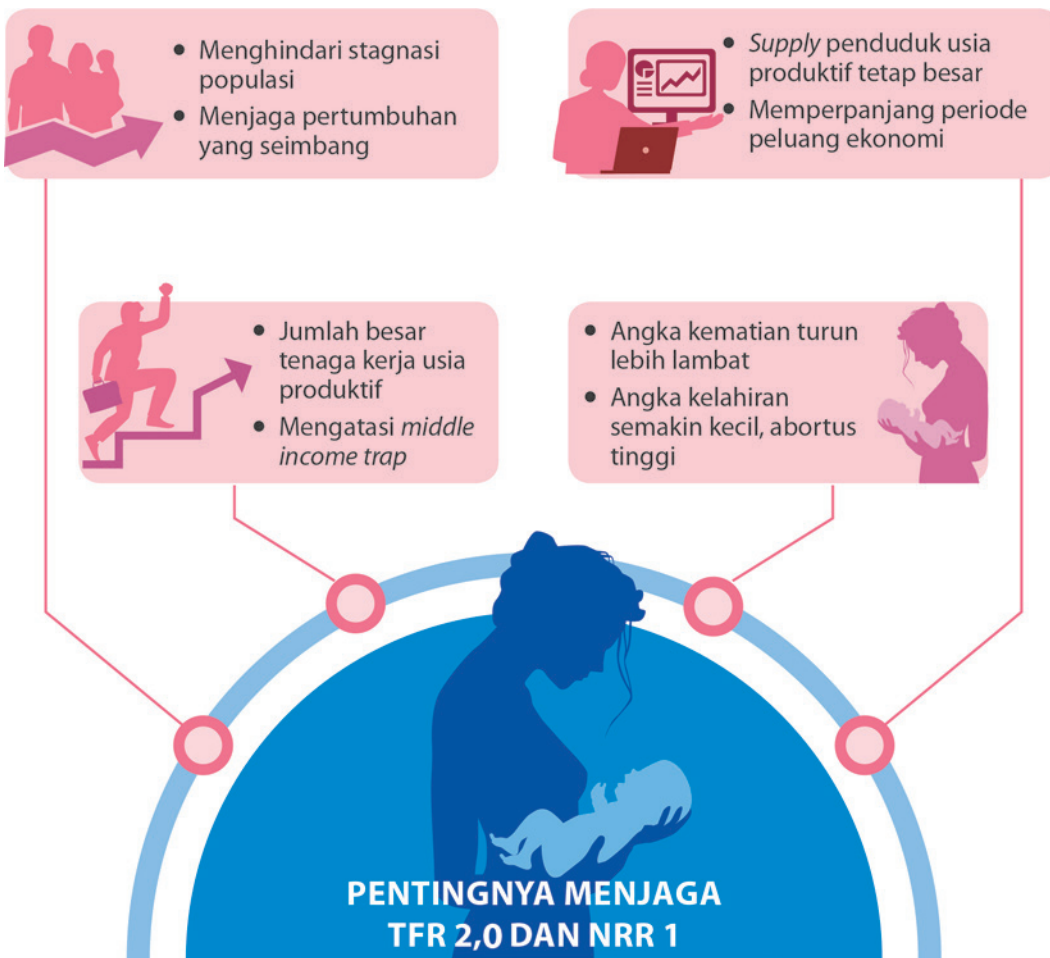 • Menghindari stagnasi
populasi
• Menjaga pertumbuhan
yang seimbang
• Supply penduduk usia
produktif tetap besar
• Memperpanjang periode
peluang ekonomi
• Jumlah besar
tenaga kerja usia
produktif
• Mengatasi middle
income trap
• Angka kematian turun
lebih lambat
• Angka kelahiran
semakin kecil, abortus
tinggi
PENTINGNYA MENJAGA
TFR 2,0 DAN NRR 1